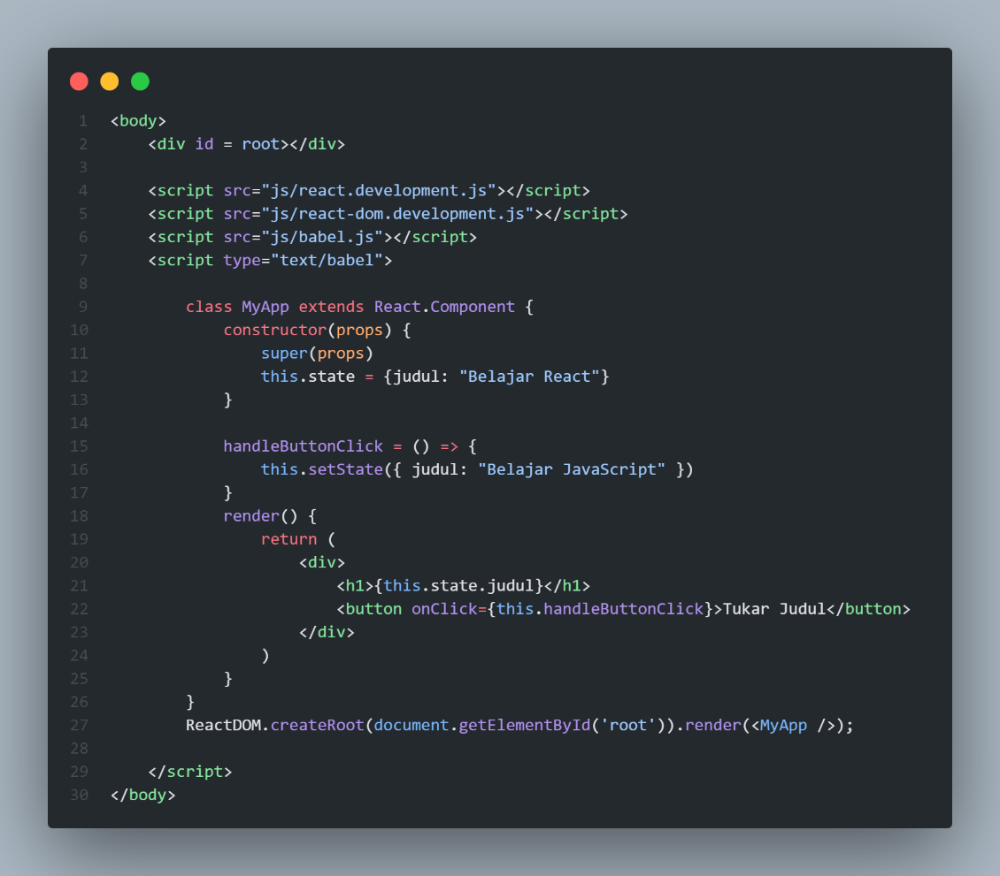 1 <body>
2     <div id = root></div>
3
4     <script src="js/react.development.js"></script>
5     <script src="js/react-dom.development.js"></script>
6     <script src="js/babel.js"></script>
7     <script type="text/babel">
8
9         class MyApp extends React.Component {
10             constructor(props) {
11                 super(props)
12                 this.state = {judul: "Belajar React"}
13             }
14
15             handleButtonClick = () => {
16                 this.setState({ judul: "Belajar JavaScript" })
17             }
18             render() {
19                 return (
20                     <div>
21                         <h1>{this.state.judul}</h1>
22                         <button onClick={this.handleButtonClick}>Tukar Judul</button>
23                     </div>
24                 )
25             }
26         }
27         ReactDOM.createRoot(document.getElementById('root')).render(<MyApp />);
28
29     </script>
30 </body>